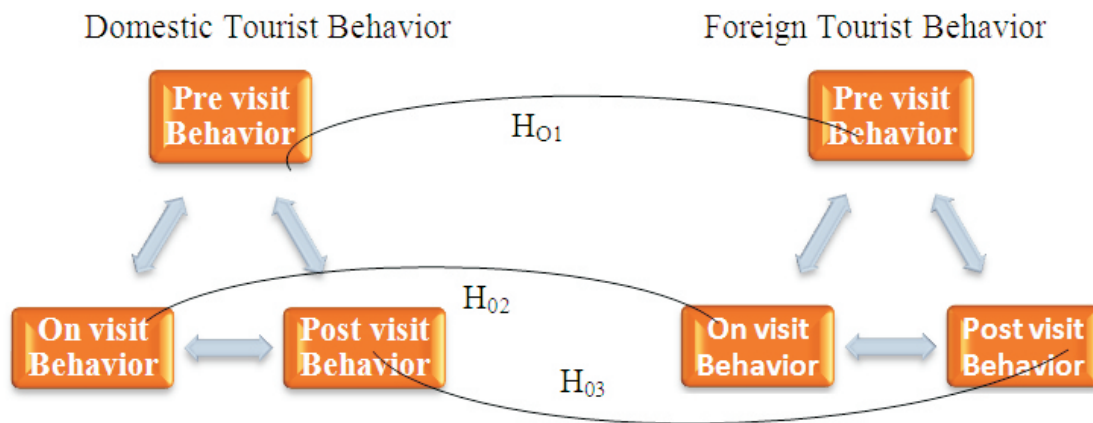 Domestic Tourist Behavior
Foreign Tourist Behavior
Pre visit
Behavior
Pre visit
Behavior
HO1
H02
On visit
Behavior
Post visit
Behavior
On visit
Behavior
Post visit
Behavior
H03